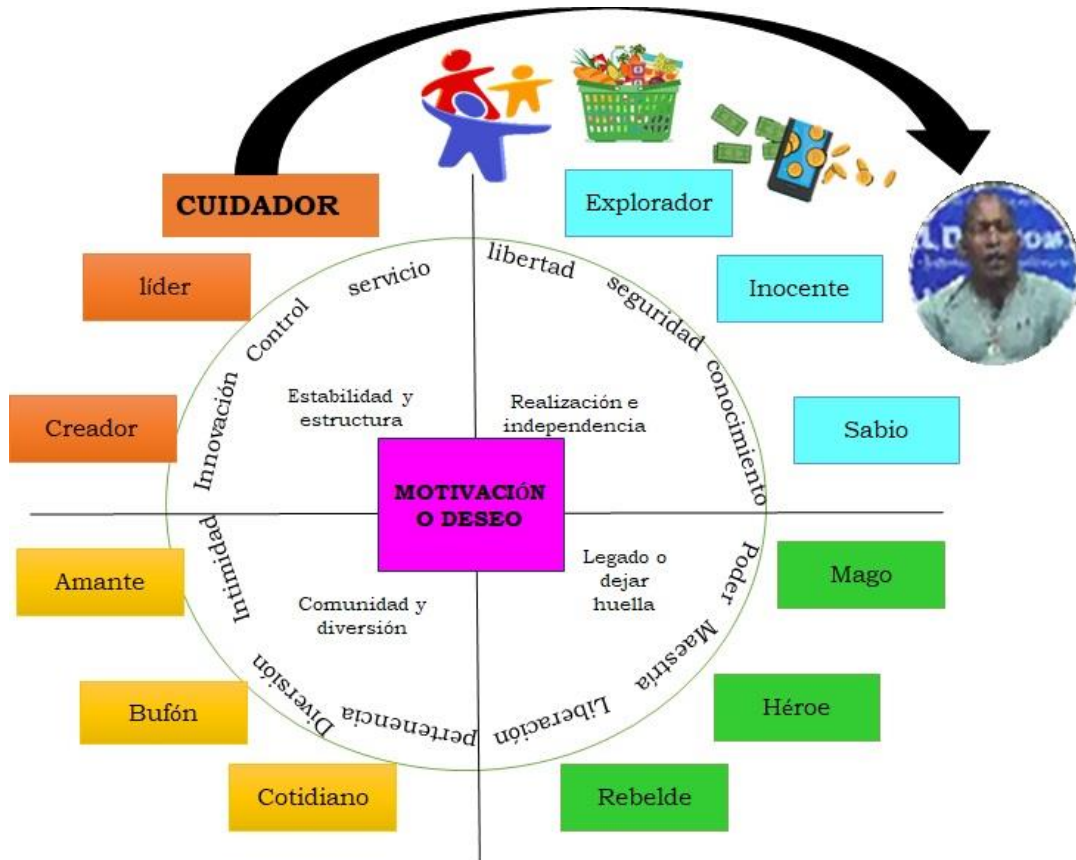 CUIDADOR
Explorador
líder
Inocente
Creador
Sabio
Innovación Control servicio
libertad seguridad conocimiento
Estabilidad y
estructura
Realización e
independencia
MOTIVACIÓN
O DESEO
Amante
Mago
Intimidad Diversión pertenencia
Poder Maestría Liberación
Comunidad y
diversión
Legado o
dejar
huella
Bufón
Héroe
Cotidiano
Rebelde